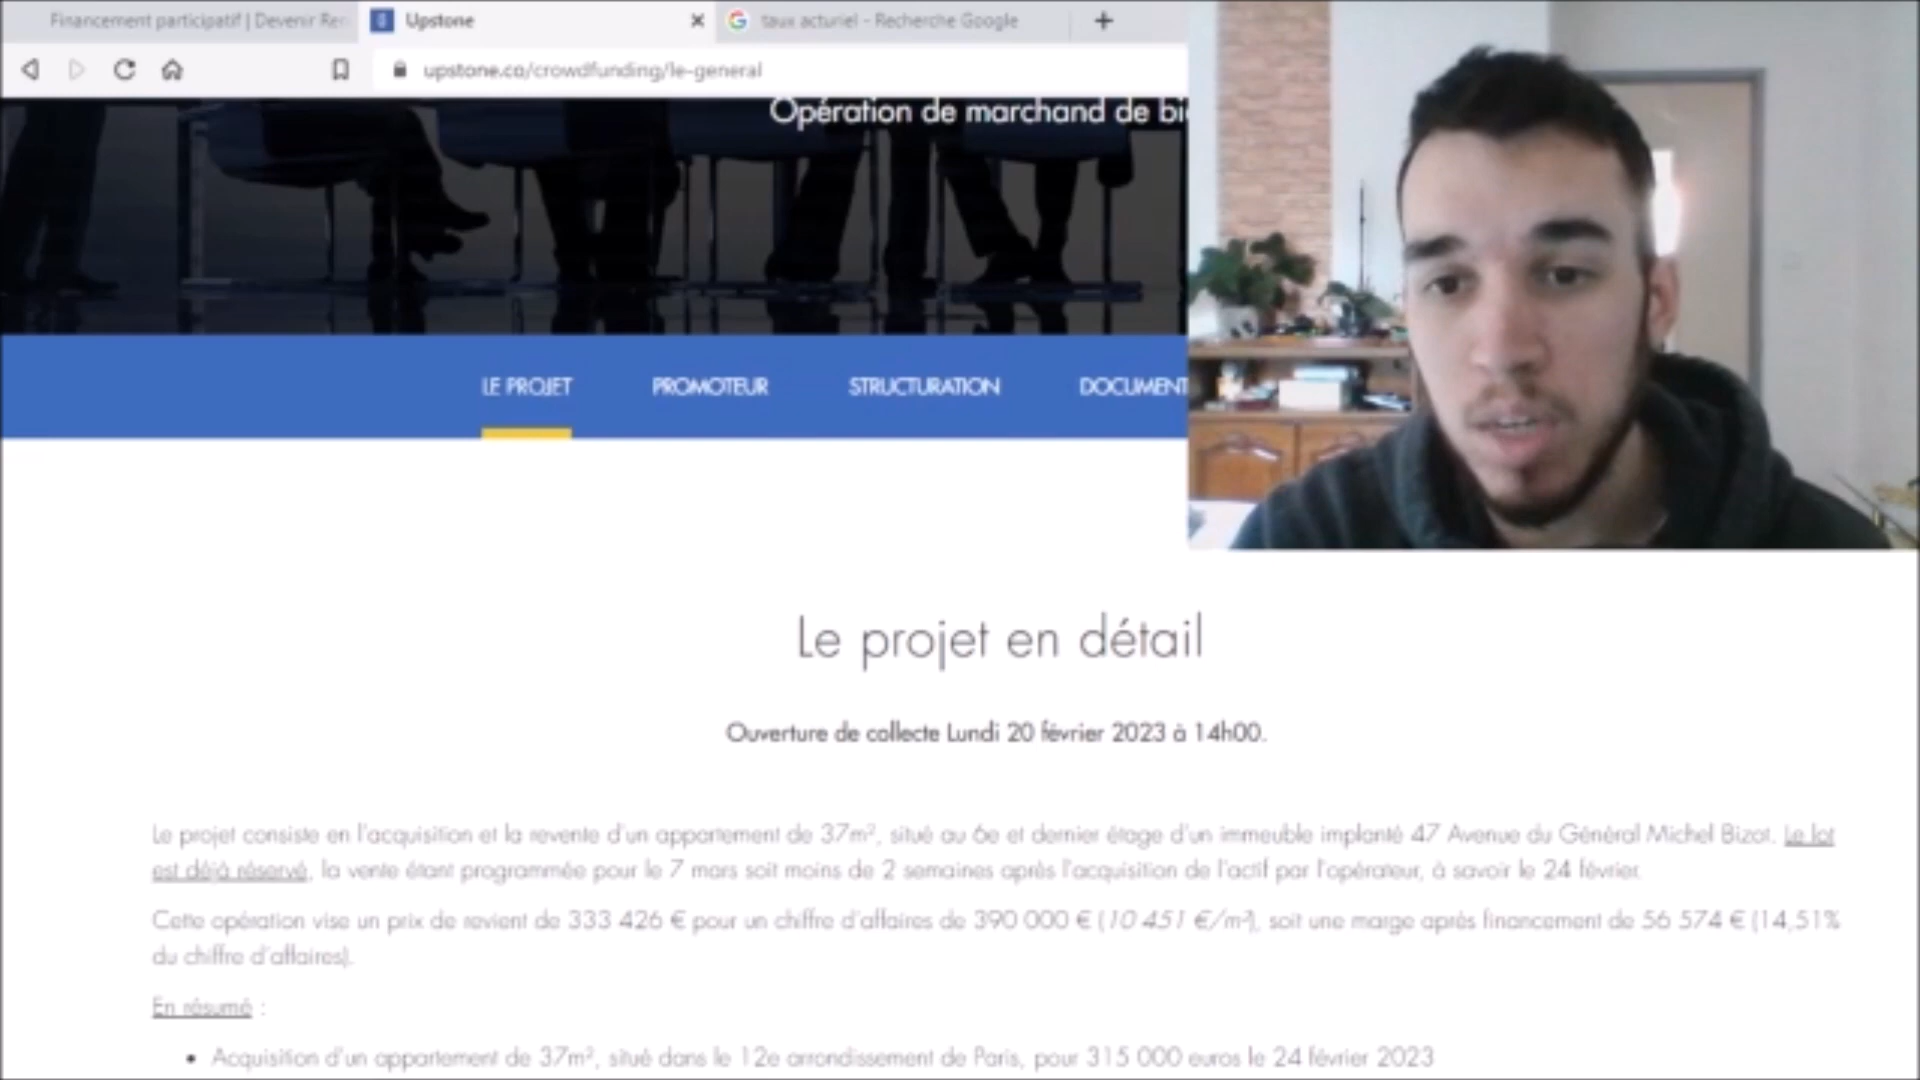 Financement participatif | Devenir Ren
Upstone
taux acturiel - Recherche Google
upstone.co/crowdfunding/le-general
Opération de marchand de bie
LE PROJET
PROMOTEUR
STRUCTURATION
DOCUMENT
Le projet en détail
Ouverture de collecte Lundi 20 février 2023 à 14h00.
Le projet consiste en l'acquisition et la revente d'un appartement de 37m², situé au 6e et dernier étage d'un immeuble implanté 47 Avenue du Général Michel Bizot. Le lot
est déjà réservé, la vente étant programmée pour le 7 mars soit moins de 2 semaines après l'acquisition de l'actif par l'opérateur, à savoir le 24 février.
Cette opération vise un prix de revient de 333 426 € pour un chiffre d'affaires de 390 000 € (10 451 €/m²), soit une marge après financement de 56 574 € (14,51%
du chiffre d'affaires).
En résumé :
• Acquisition d'un appartement de 37m², situé dans le 12e arrondissement de Paris, pour 315 000 euros le 24 février 2023